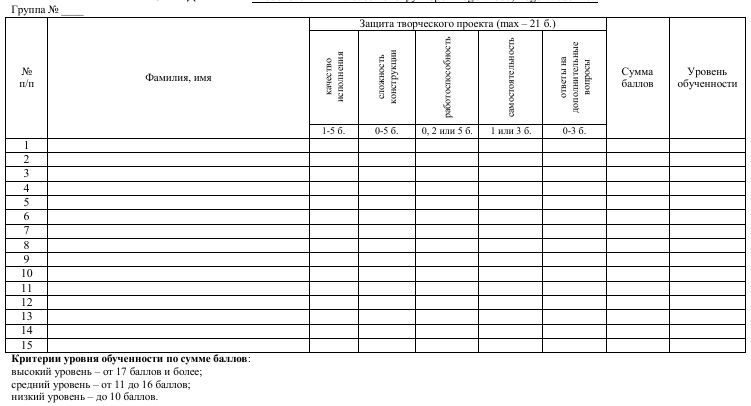 Группа № ____
№ п/п
Фамилия, имя
Защита творческого проекта (max – 21 б.)
качество исполнения
сложность конструкции
работоспособность
самостоятельность
ответы на дополнительные вопросы
Сумма баллов
Уровень обученности
1-5 б.
0-5 б.
0, 2 или 5 б.
1 или 3 б.
0-3 б.
1
2
3
4
5
6
7
8
9
10
11
12
13
14
15
Критерии уровня обученности по сумме баллов:
высокий уровень – от 17 баллов и более;
средний уровень – от 11 до 16 баллов;
низкий уровень – до 10 баллов.